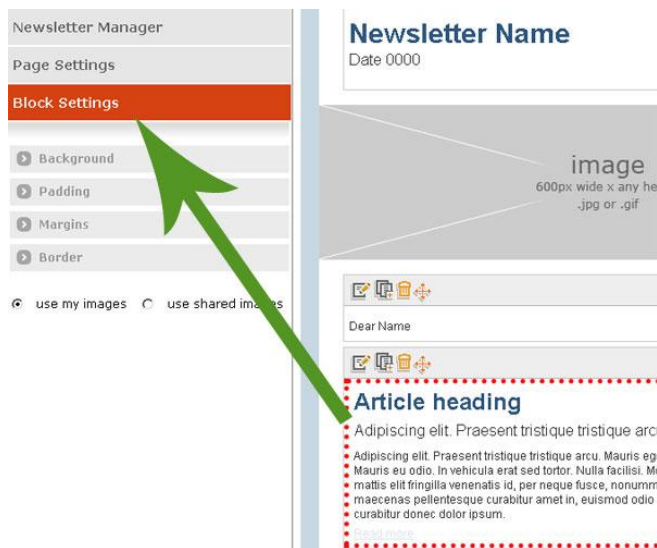 Newsletter Manager
Page Settings
Block Settings
Background
Padding
Margins
Border
use my images use shared images
Newsletter Name
Date 0000
image
600px wide x any he
.jpg or .gif
Dear Name
Article heading
Adipiscing elit. Praesent tristique tristique arc
Adipiscing elit. Praesent tristique tristique arcu. Mauris eg
Mauris eu odio. In vehicula erat sed tortor. Nulla facilisi. M
mattis elit fringilla venenatis id, per neque fusce, nonumm
maecenas pellentesque curabitur amet in, euismod odio
curabitur donec dolor ipsum.
Read more